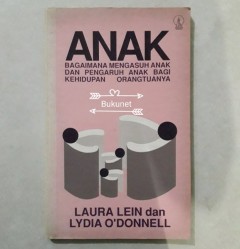 ANAK
BAGAIMANA MENGASUH ANAK
DAN PENGARUH ANAK BAGI
KEHIDUPAN ORANGTUANYA
Bukunet
LAURA LEIN dan
LYDIA O'DONNELL